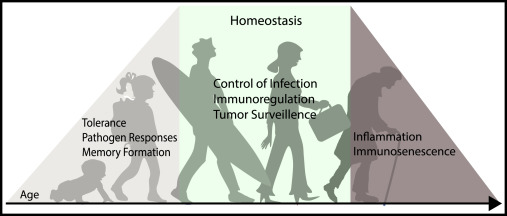 Homeostasis
Control of Infection
Immunoregulation
Tumor Surveillence
Tolerance
Pathogen Responses
Memory Formation
Inflammation
Immunosenescence
Age